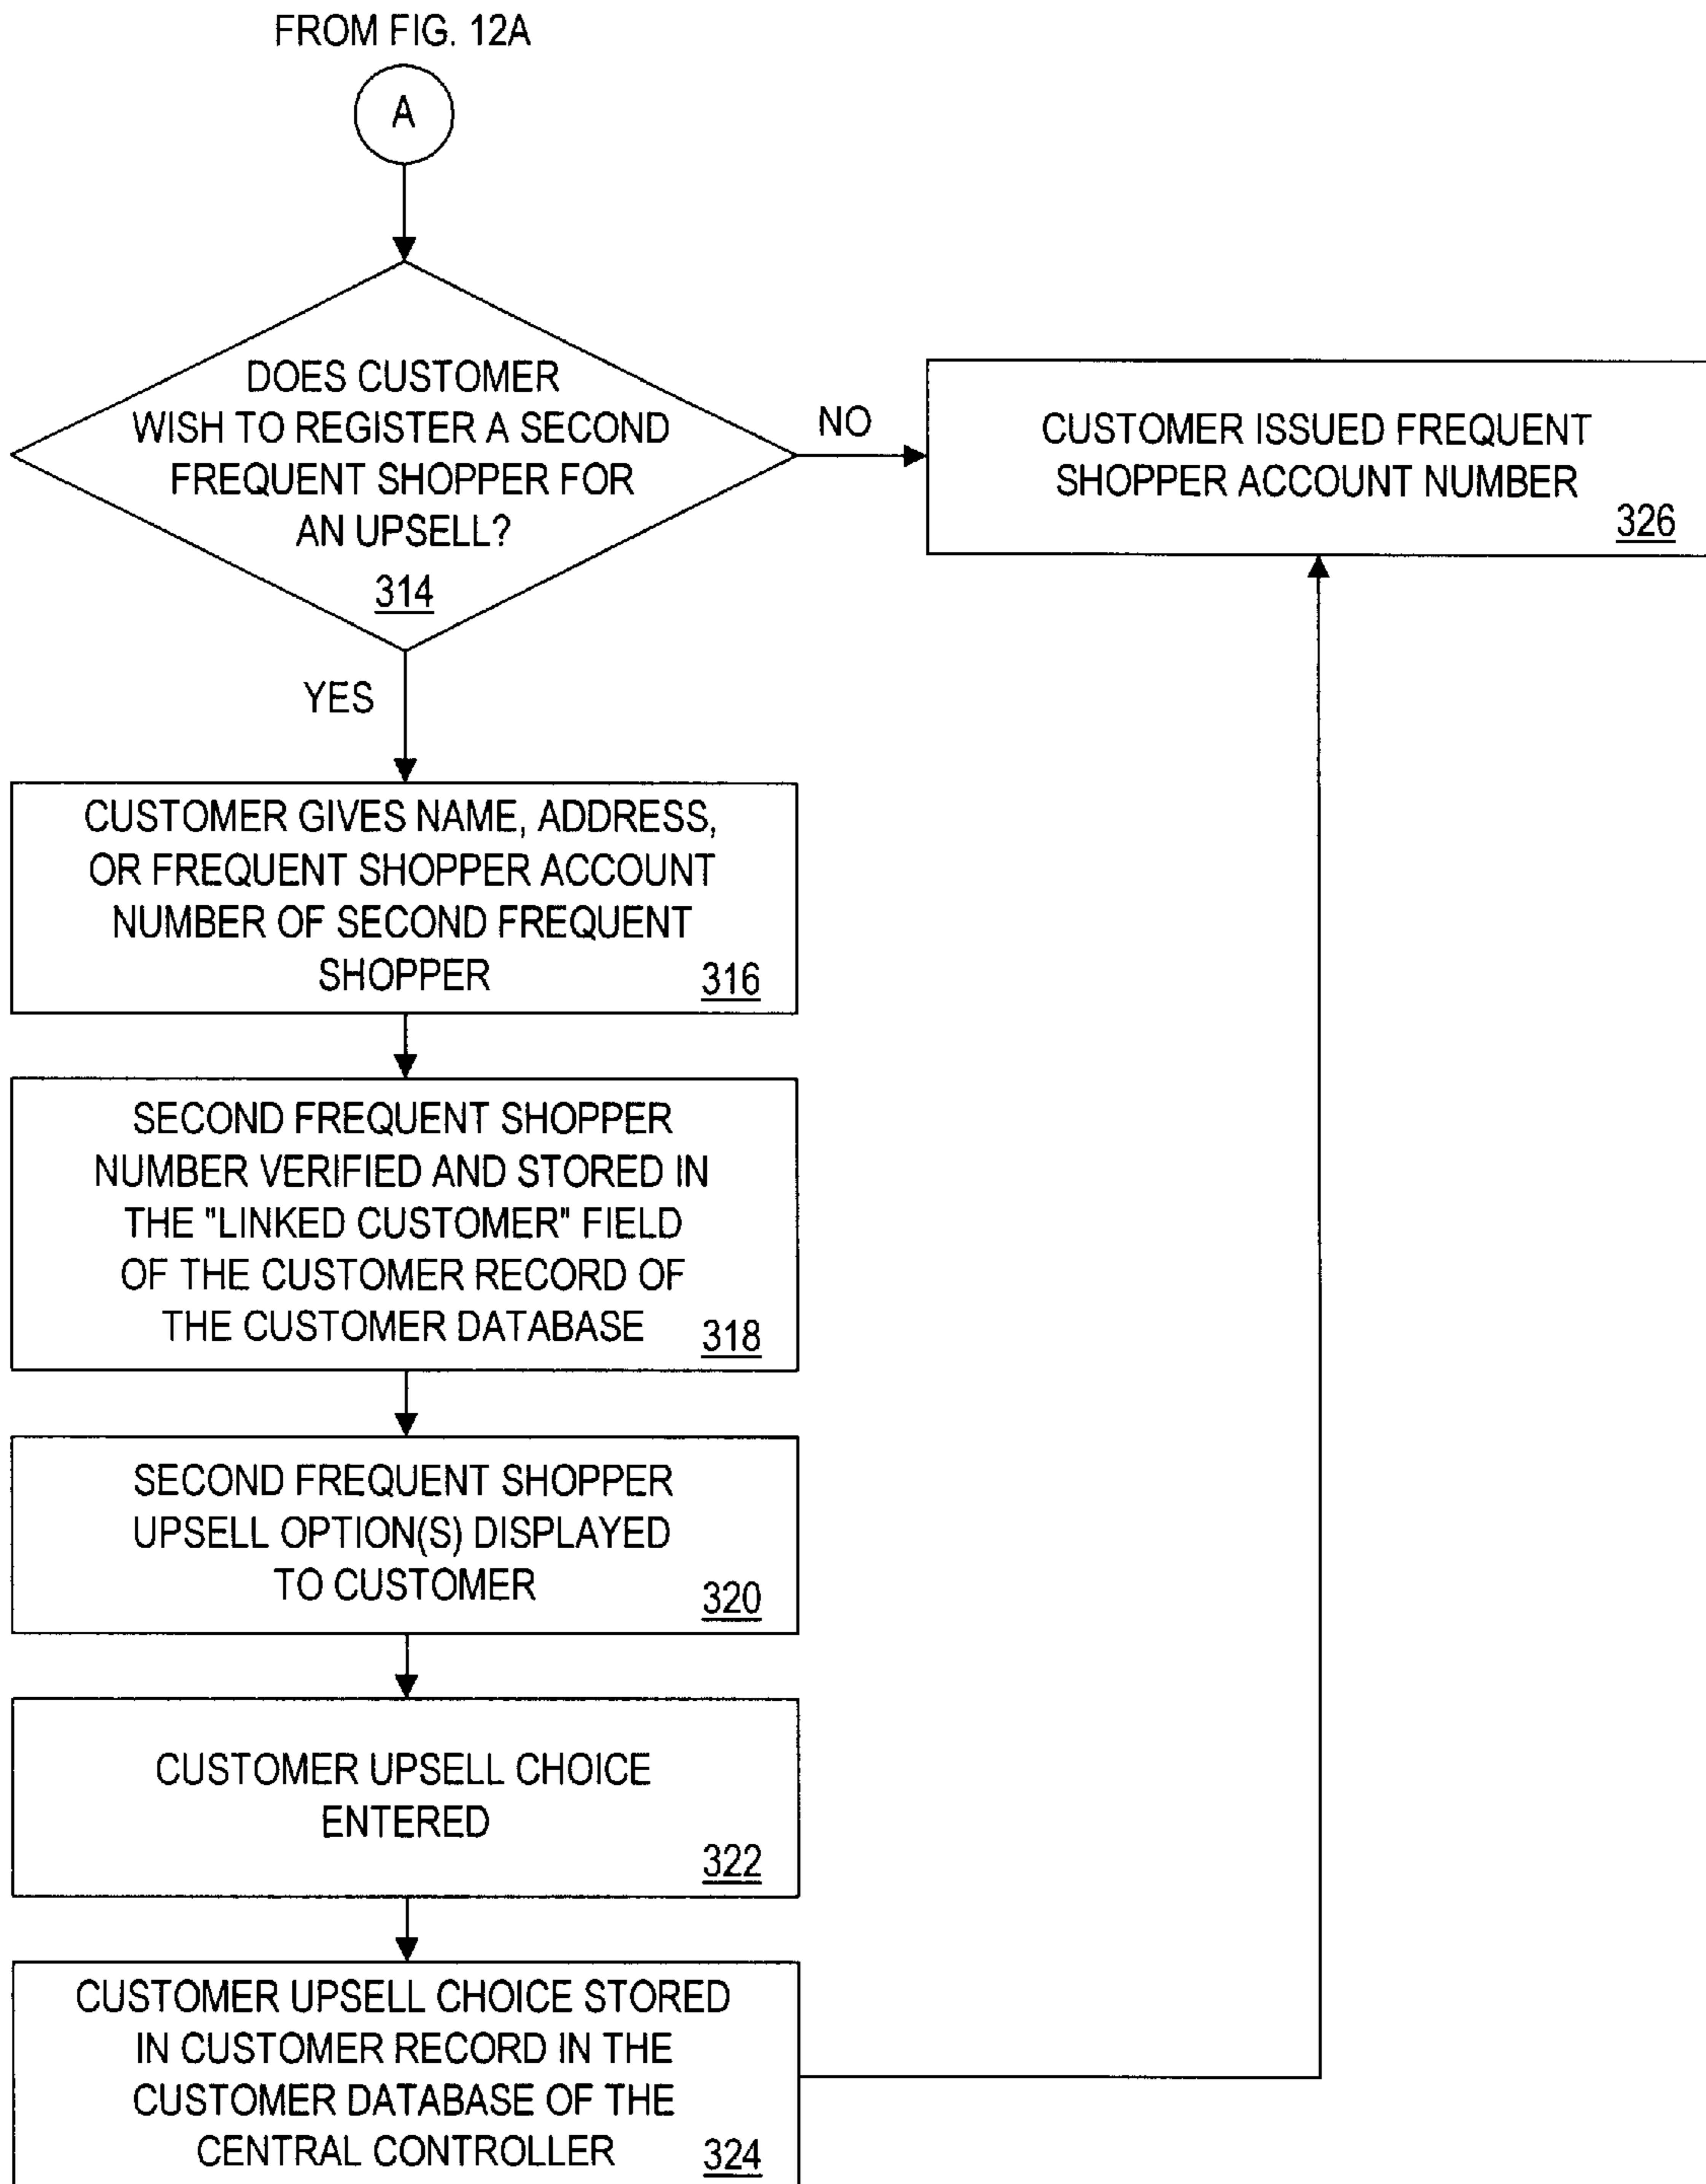 FROM FIG. 12A
A
DOES CUSTOMER
WISH TO REGISTER A SECOND
FREQUENT SHOPPER FOR
AN UPSELL?
314
NO
CUSTOMER ISSUED FREQUENT
SHOPPER ACCOUNT NUMBER
326
YES
CUSTOMER GIVES NAME, ADDRESS,
OR FREQUENT SHOPPER ACCOUNT
NUMBER OF SECOND FREQUENT
SHOPPER
316
SECOND FREQUENT SHOPPER
NUMBER VERIFIED AND STORED IN
THE "LINKED CUSTOMER" FIELD
OF THE CUSTOMER RECORD OF
THE CUSTOMER DATABASE
318
SECOND FREQUENT SHOPPER
UPSELL OPTION(S) DISPLAYED
TO CUSTOMER
320
CUSTOMER UPSELL CHOICE
ENTERED
322
CUSTOMER UPSELL CHOICE STORED
IN CUSTOMER RECORD IN THE
CUSTOMER DATABASE OF THE
CENTRAL CONTROLLER
324